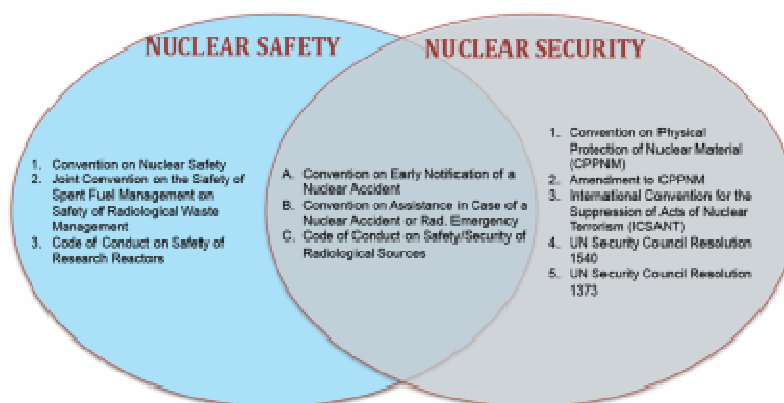 NUCLEAR SAFETY
NUCLEAR SECURITY
1. Convention on Nuclear Safety
2. Joint Convention on the Safety of
Spent Fuel Management on
Safety of Radiological Waste
Management
3. Code of Conduct on Safety of
Research Reactors
A. Convention on Early Notification of a
Nuclear Accident
B. Convention on Assistance in Case of a
Nuclear Accident or Rad. Emergency
C. Code of Conduct on Safety/Security of
Radiological Sources
1. Convention on Physical
Protection of Nuclear Material
(CPPNM)
2. Amendment to CPPNM
3. International Convention for the
Suppression of Acts of Nuclear
Terrorism (ICSANT)
4. UN Security Council Resolution
1540
5. UN Security Council Resolution
1373